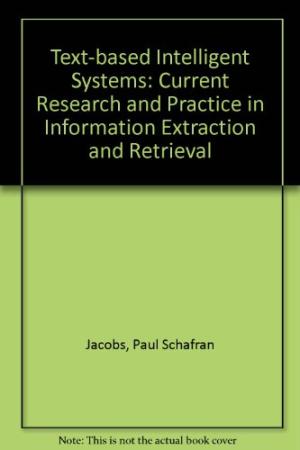 Text-based Intelligent
Systems: Current
Research and Practice in
Information Extraction
and Retrieval
Jacobs, Paul Schafran
Note: This is not the actual book cover